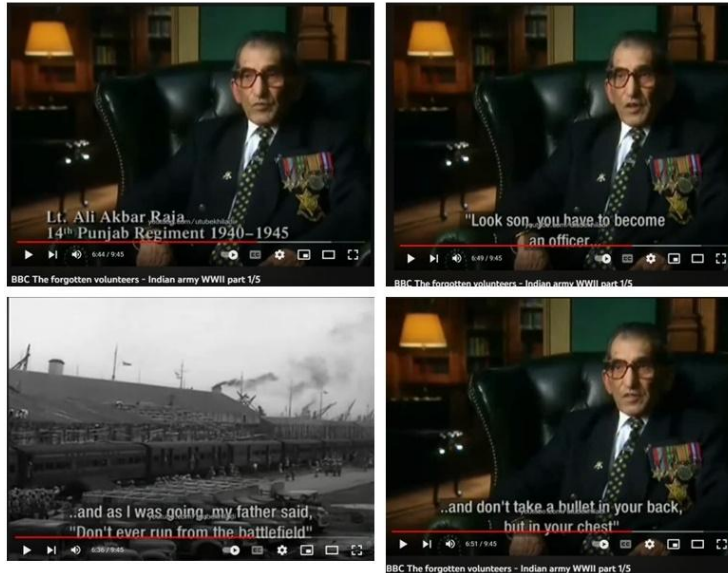 Lt. Ali Akbar Raja
14th Punjab Regiment 1940–1945
6:44 / 9:45
BBC The forgotten volunteers - Indian army WWII part 1/5
"Look son, you have to become
an officer..
6:49 / 9:45
BBC The forgotten volunteers - Indian army WWII part 1/5
..and as I was going, my father said,
"Don't ever run from the battlefield"
6:36 / 9:45
..and don't take a bullet in your back,
but in your chest"
6:51 / 9:45
BBC The forgotten volunteers - Indian army WWII part 1/5